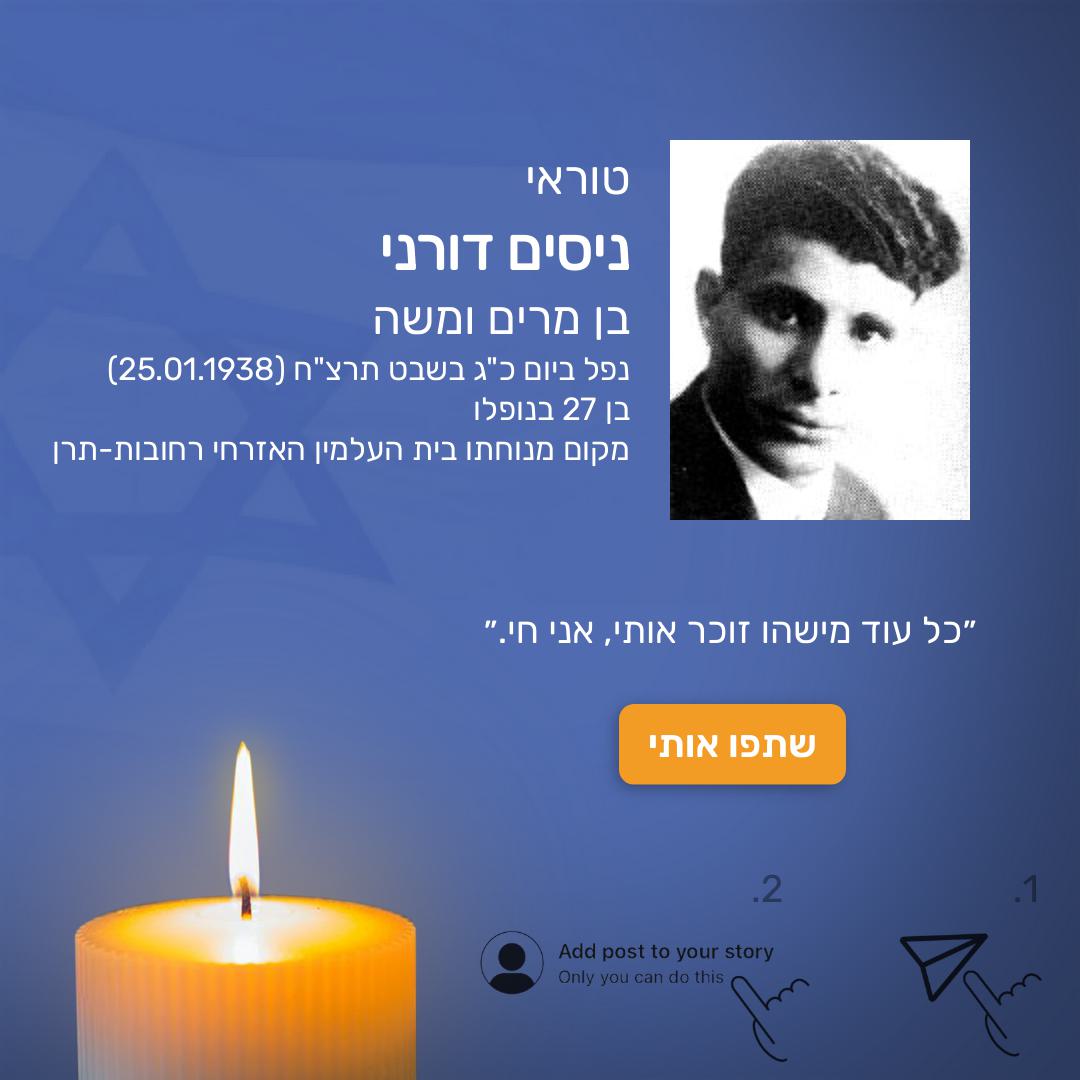 טוראי
ניסים דורני
בן מרים ומשה
נפל ביום כ"ג בשבט תרצ"ח (25.01.1938)
בן 27 בנופלו
מקום מנוחתו בית העלמין האזרחי רחובות-תרן
״כל עוד מישהו זוכר אותי, אני חי.״
שתפו אותי
.1
.2
Add post to your story
Only you can do this